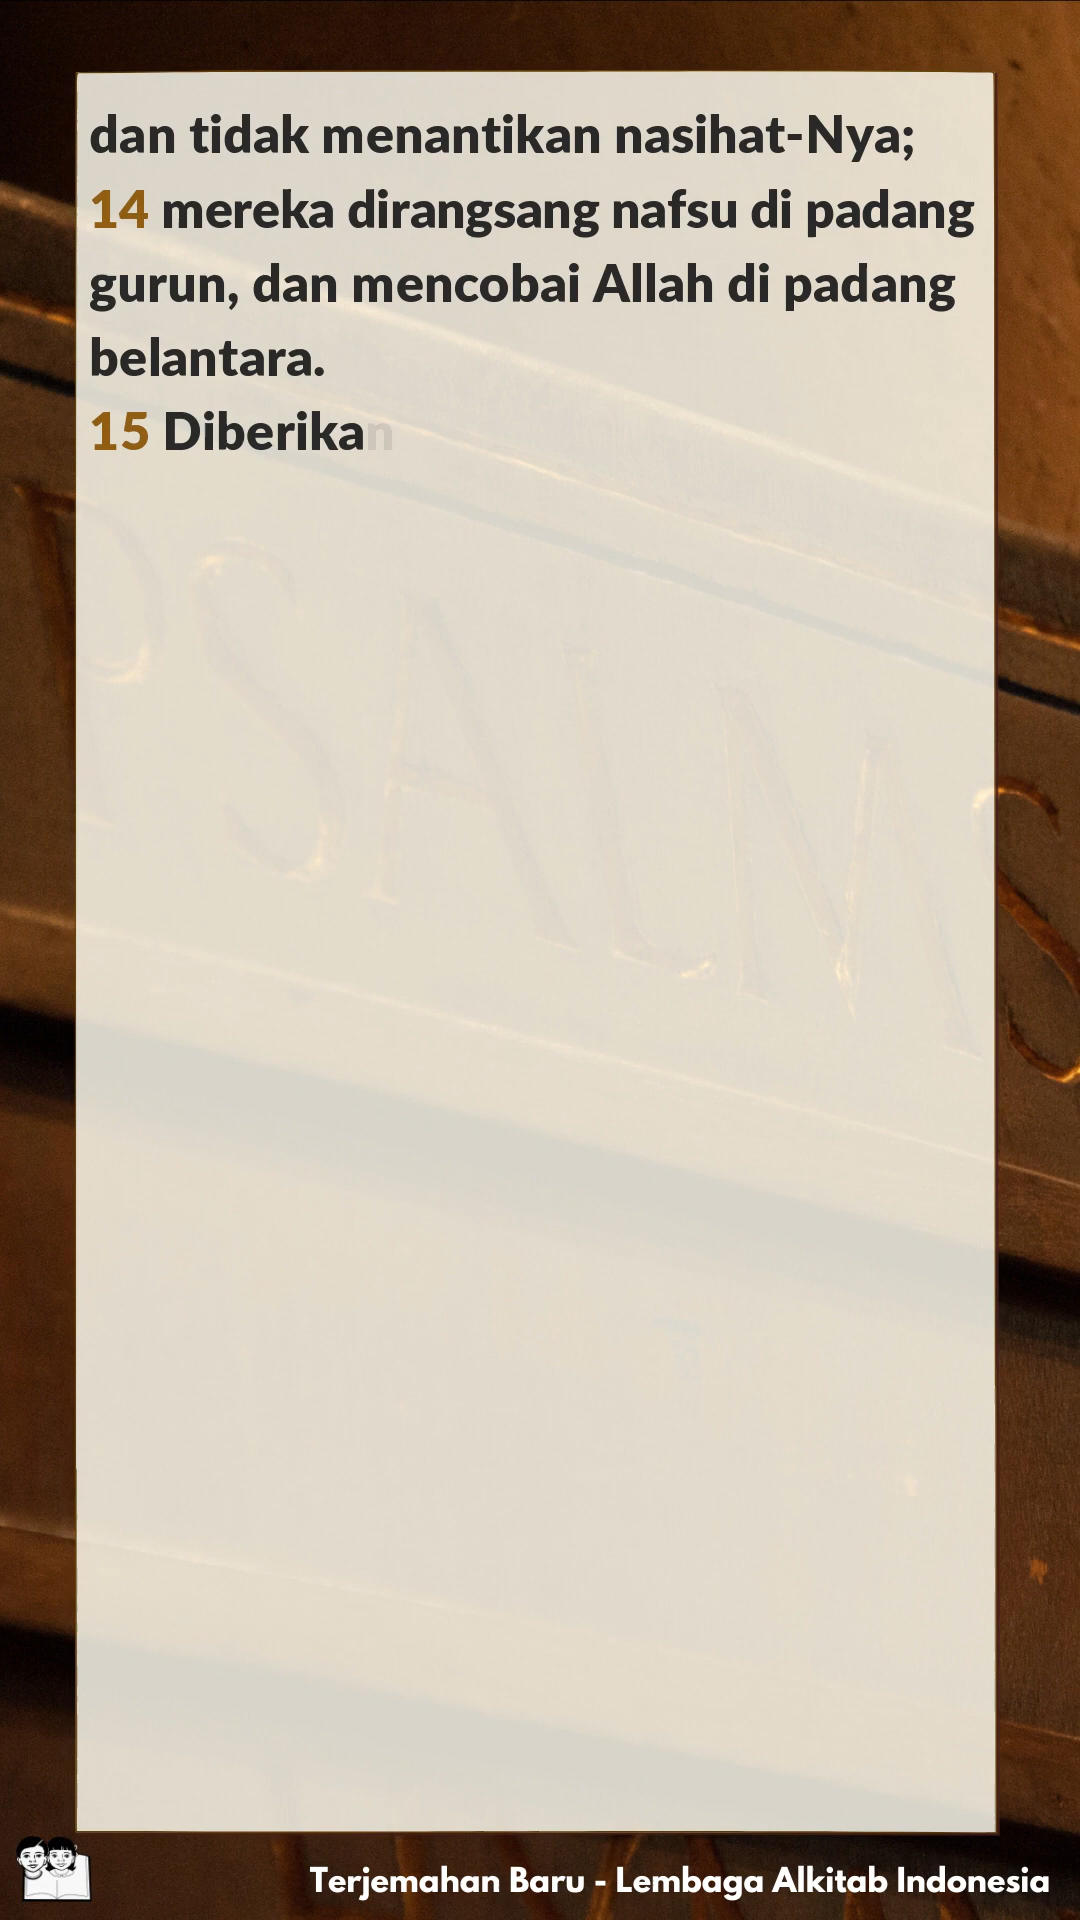 dan tidak menantikan nasihat-Nya;
14 mereka dirangsang nafsu di padang
gurun, dan mencobai Allah di padang
belantara.
15 Diberikan
PSALMS
Terjemahan Baru - Lembaga Alkitab Indonesia